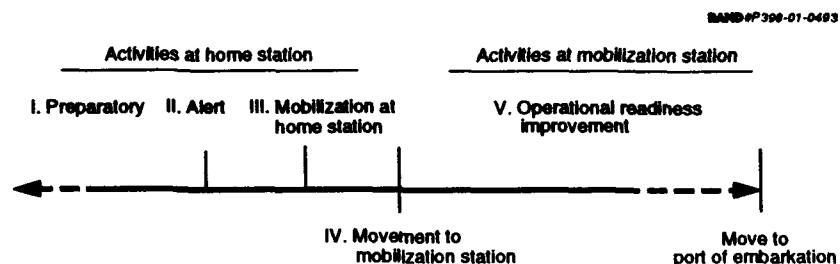 RAND#P398-01-0493
Activities at home station
Activities at mobilization station
I. Preparatory
II. Alert
III. Mobilization at
home station
V. Operational readiness
improvement
IV. Movement to
mobilization station
Move to
port of embarkation